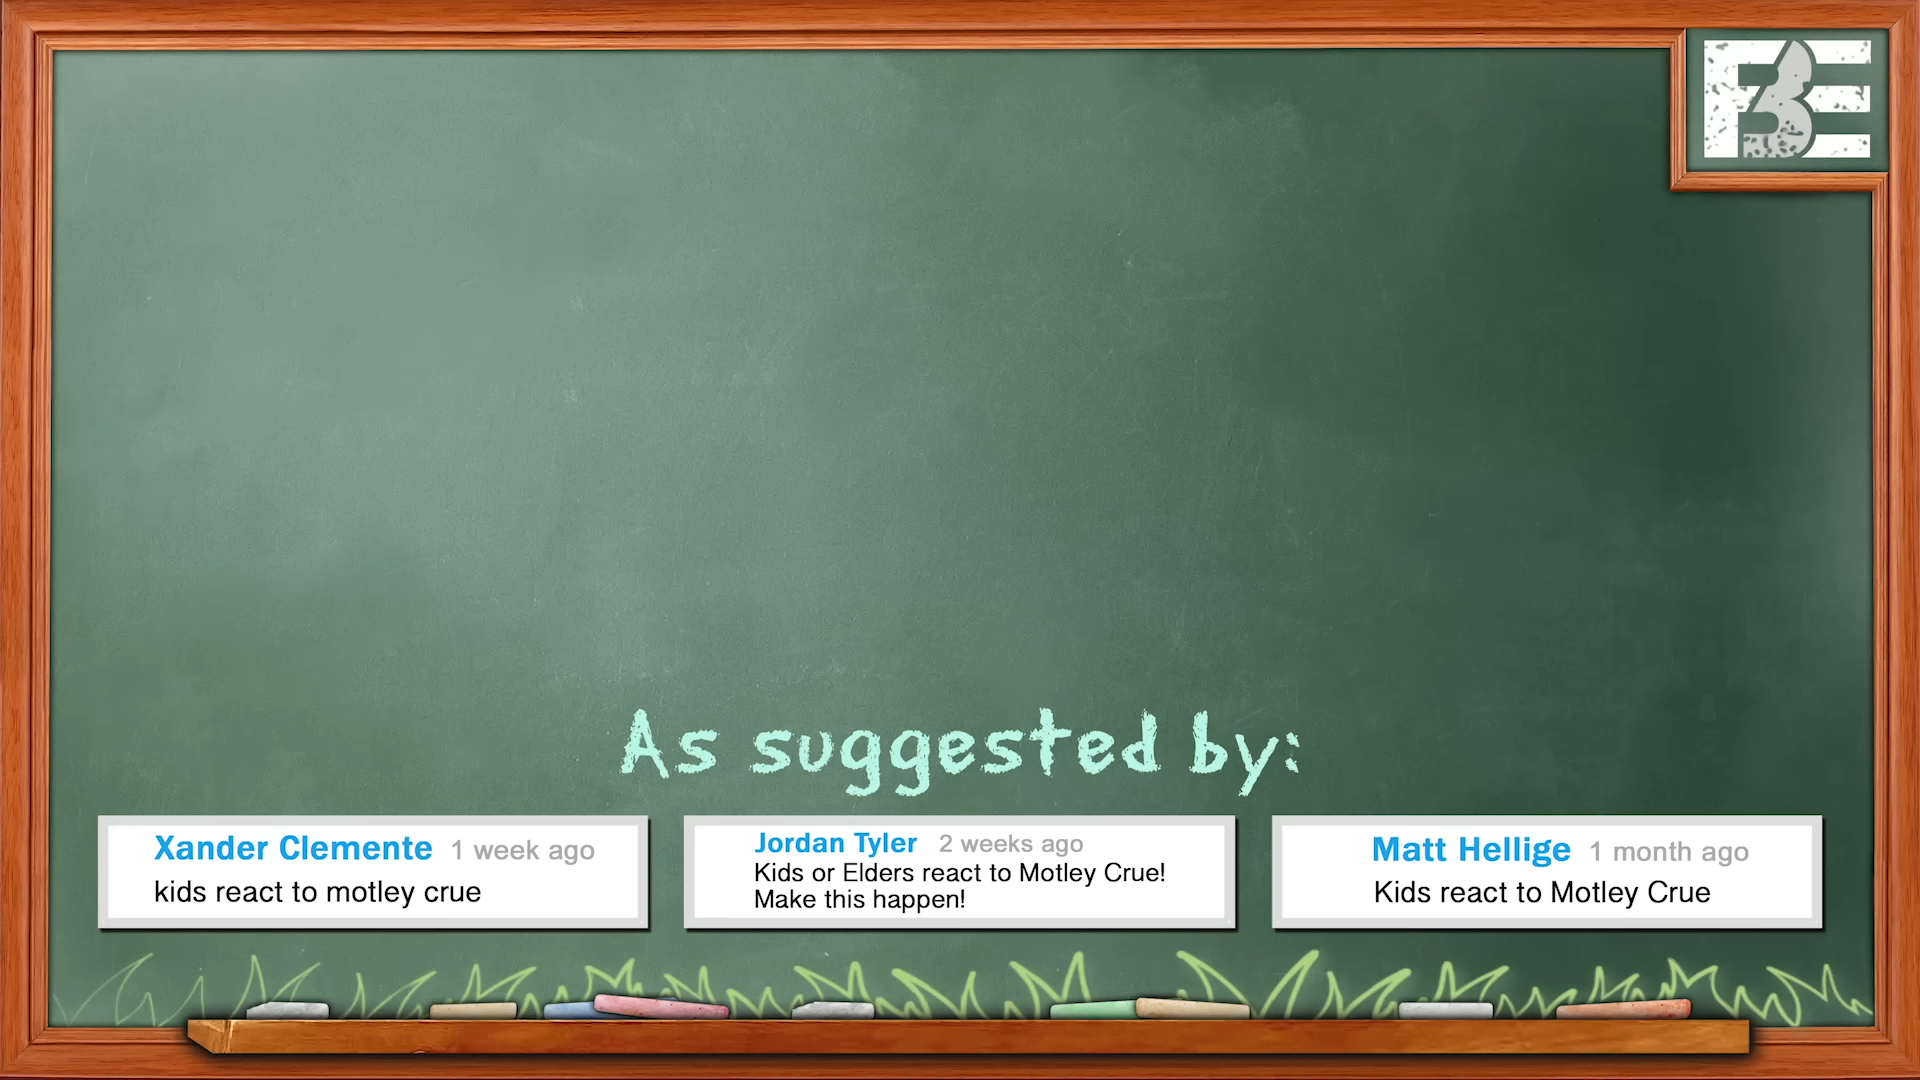 FBE
As suggested by:
Xander Clemente 1 week ago
kids react to motley crue
Jordan Tyler 2 weeks ago
Kids or Elders react to Motley Crue!
Make this happen!
Matt Hellige 1 month ago
Kids react to Motley Crue